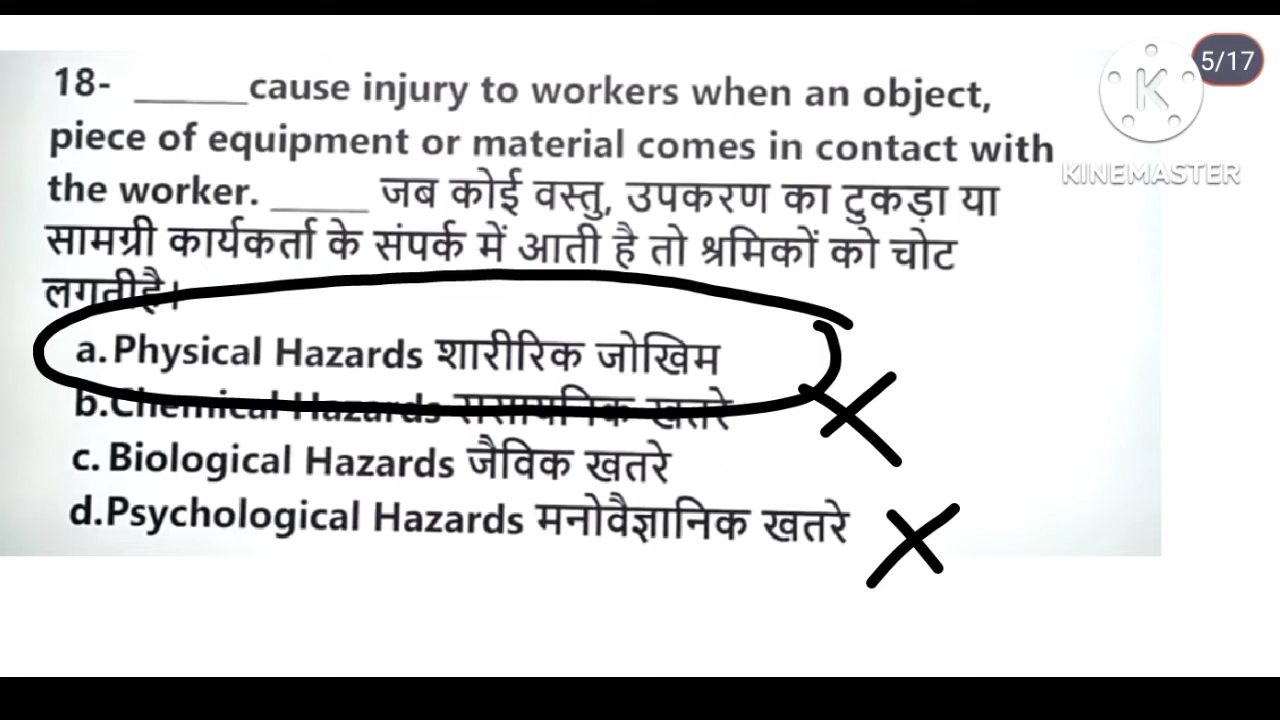 5/17
K
KINEMASTER
18- ______cause injury to workers when an object,
piece of equipment or material comes in contact with
the worker. _____ जब कोई वस्तु, उपकरण का टुकड़ा या
सामग्री कार्यकर्ता के संपर्क में आती है तो श्रमिकों को चोट
लगतीहै।
a. Physical Hazards शारीरिक जोखिम
b.Chemical Hazards रासायनिक खतरे
c. Biological Hazards जैविक खतरे
d.Psychological Hazards मनोवैज्ञानिक खतरे